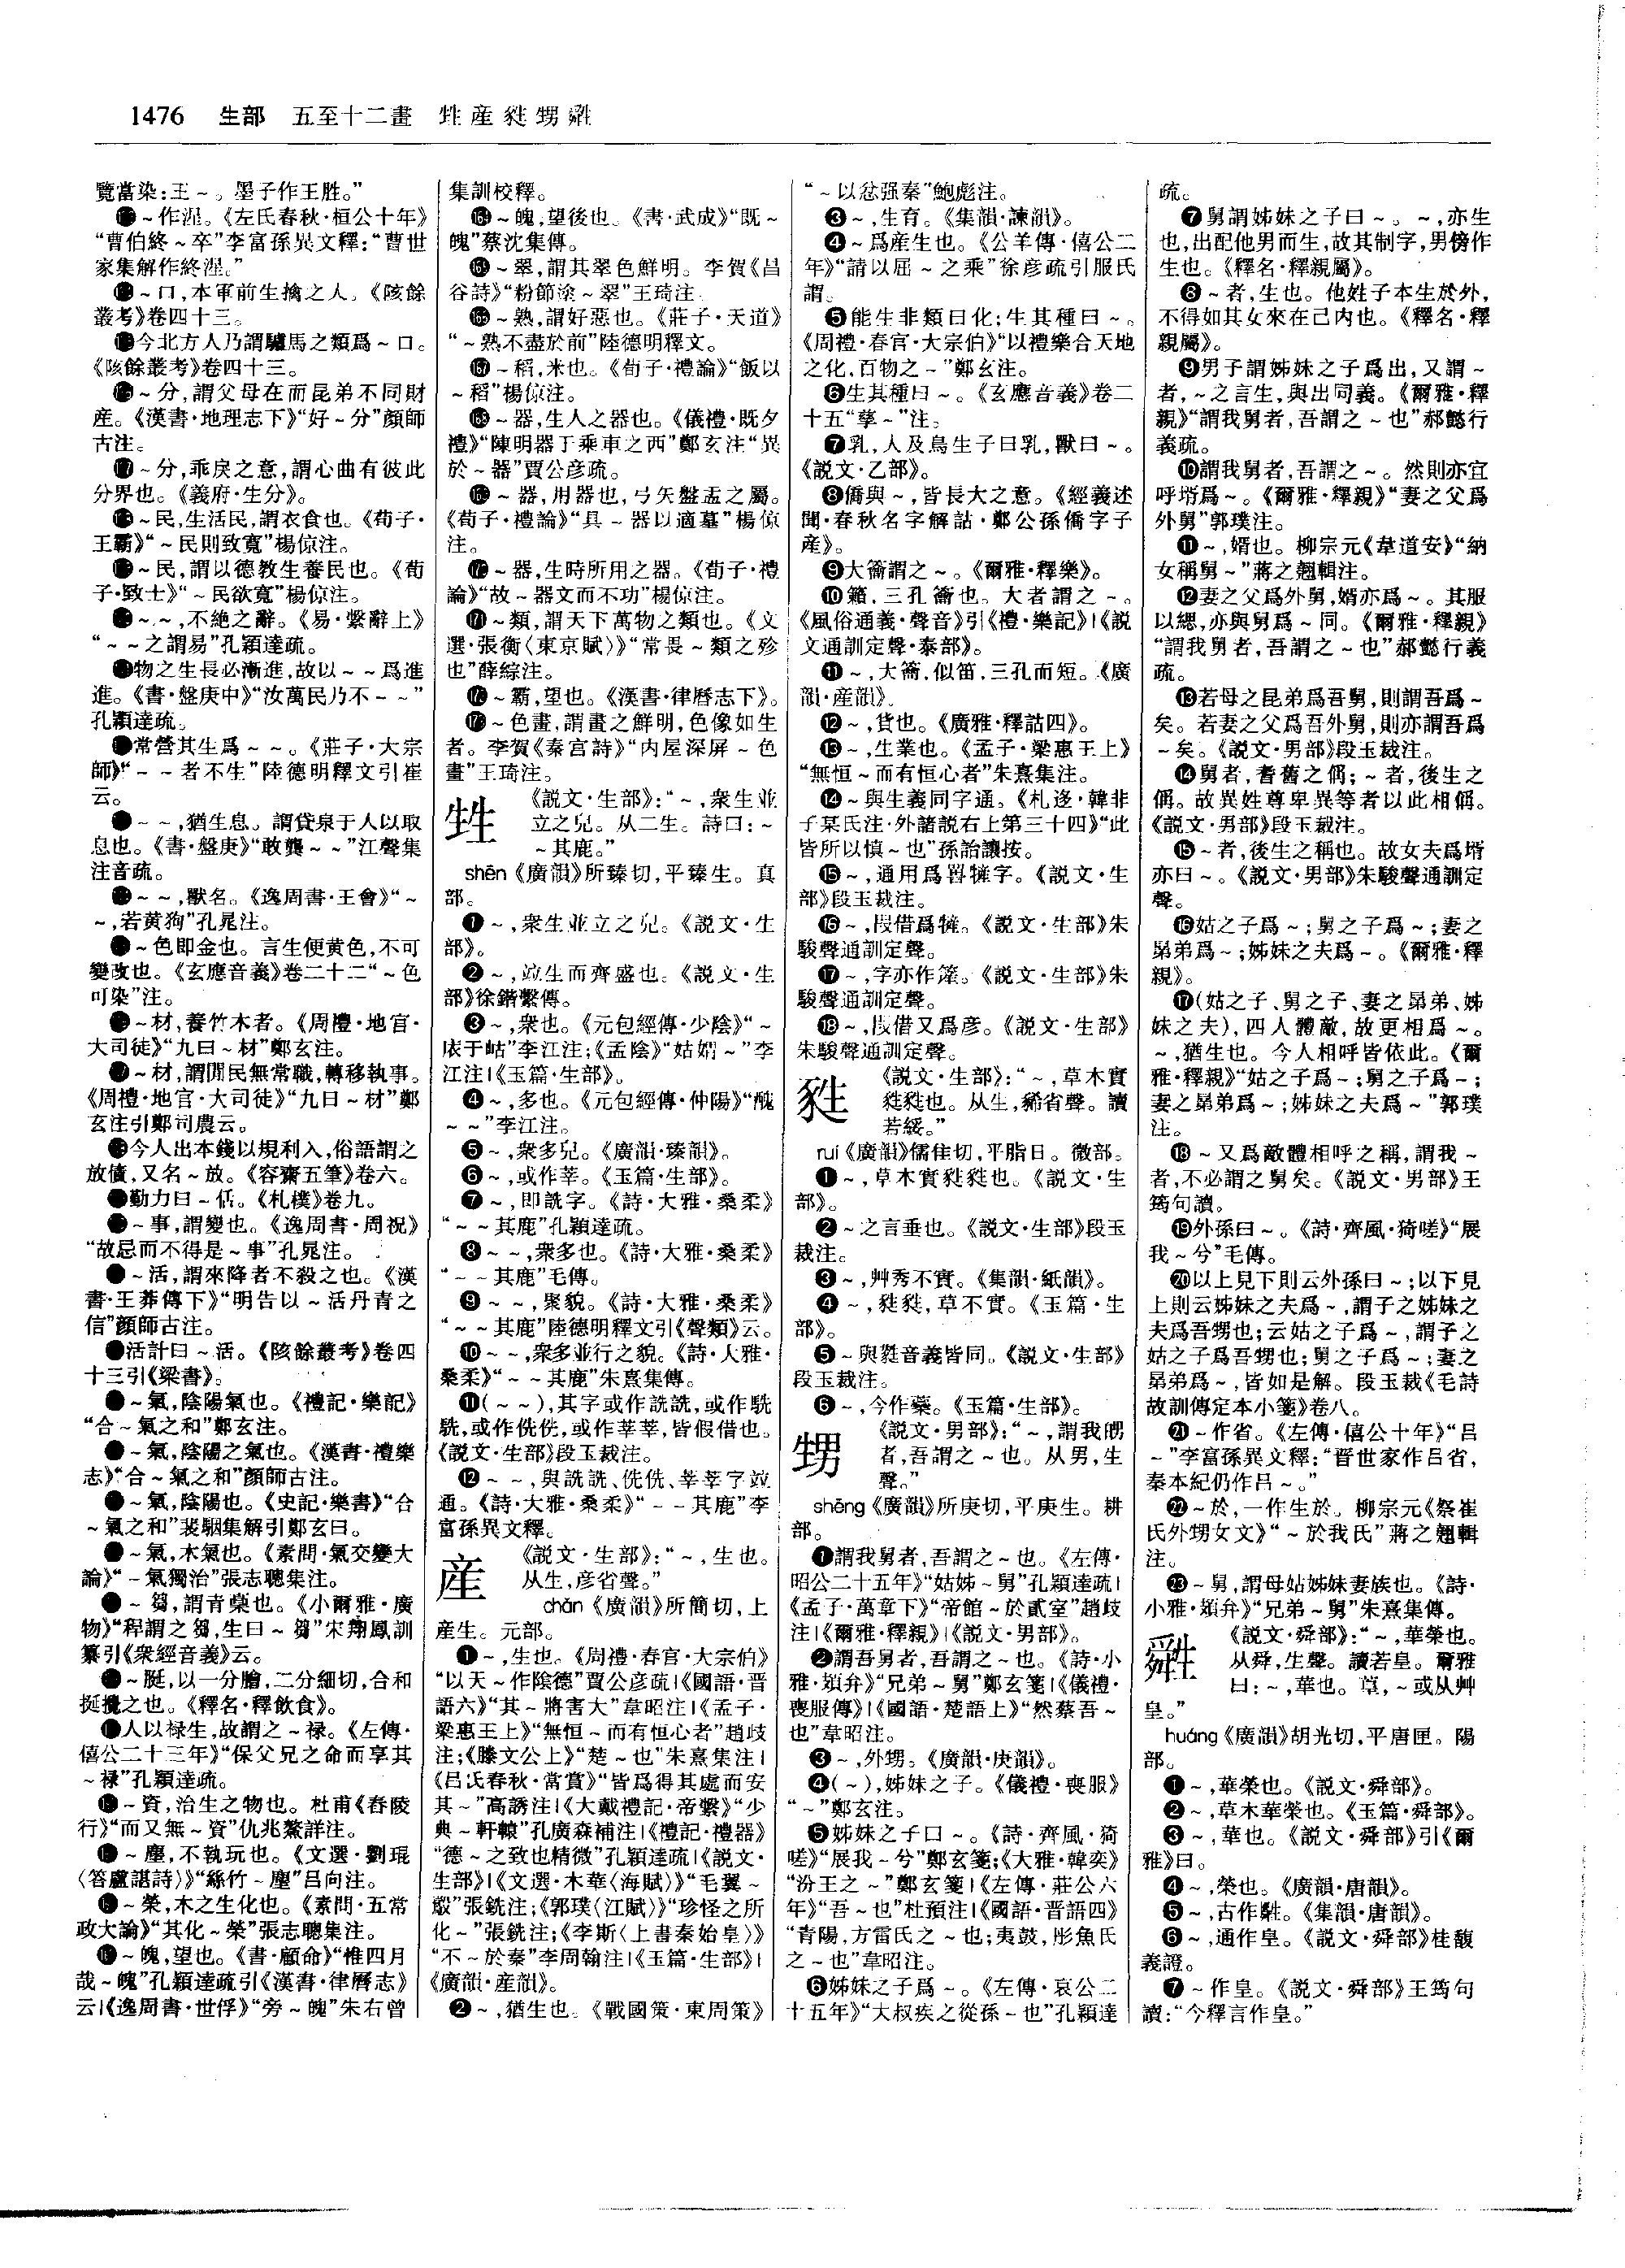 1476 生部 五至十二畫 甡産甤甥𤯷
覽當染:王~。墨子作王胜。”
~作湦。《左氏春秋·桓公十年》
“曹伯終~卒”李富孫異文釋:“曹世
家集解作終湦。”
~口,本軍前生擒之人。《陔餘
叢考》卷四十三。
今北方人乃謂驢馬之類爲~口。
《陔餘叢考》卷四十三。
~分,謂父母在而昆弟不同財
産。《漢書·地理志下》“好~分”顔師
古注。
~分,乖戾之意,謂心曲有彼此
分界也。《義府·生分》。
~民,生活民,謂衣食也。《荀子·
王霸》“~民則致寬”楊倞注。
~民,謂以德教生養民也。《荀
子·致士》“~民欲寬”楊倞注。
~~,不絶之辭。《易·繫辭上》
“~~之謂易”孔穎達疏。
物之生長必漸進,故以~~爲進
進。《書·盤庚中》“汝萬民乃不~~”
孔穎達疏。
常營其生爲~~。《莊子·大宗
師》“~~者不生”陸德明釋文引崔
云。
~~,猶生息。謂貸泉于人以取
息也。《書·盤庚》“敢龔~~”江聲集
注音疏。
~~,獸名。《逸周書·王會》“~
~,若黄狗”孔晁注。
~色即金也。言生便黄色,不可
變改也。《玄應音義》卷二十二“~色
可染”注。
~材,養竹木者。《周禮·地官·
大司徒》“九曰~材”鄭玄注。
~材,謂閒民無常職,轉移執事。
《周禮·地官·大司徒》“九曰~材”鄭
玄注引鄭司農云。
今人出本錢以規利入,俗語謂之
放債,又名~放。《容齋五筆》卷六。
勤力曰~活。《札樸》卷九。
~事,謂變也。《逸周書·周祝》
“故忌而不得是~事”孔晁注。
~活,謂來降者不殺之也。《漢
書·王莽傳下》“明告以~活丹青之
信”顔師古注。
活計曰~活。《陔餘叢考》卷四
十三引《梁書》。
~氣,陰陽氣也。《禮記·樂記》
“合~氣之和”鄭玄注。
~氣,陰陽之氣也。《漢書·禮樂
志》“合~氣之和”顔師古注。
~氣,陰陽也。《史記·樂書》“合
~氣之和”裴駰集解引鄭玄曰。
~氣,木氣也。《素問·氣交變大
論》“~氣獨治”張志聰集注。
~芻,謂青稾也。《小爾雅·廣
物》“稈謂之芻,生曰~芻”宋翔鳳訓
纂引《衆經音義》云。
~脡,以一分膾,二分細切,合和
挻攪之也。《釋名·釋飲食》。
人以禄生,故謂之~禄。《左傳·
僖公二十三年》“保父兄之命而享其
~禄”孔穎達疏。
~資,治生之物也。杜甫《舂陵
行》“而又無~資”仇兆鰲詳注。
~塵,不執玩也。《文選·劉琨
〈答盧諶詩〉》“絲竹~塵”吕向注。
~榮,木之生化也。《素問·五常
政大論》“其化~榮”張志聰集注。
~魄,望也。《書·顧命》“惟四月
哉~魄”孔穎達疏引《漢書·律曆志》
云|《逸周書·世俘》“旁~魄”朱右曾
集訓校釋。
~魄,望後也。《書·武成》“既~
魄”蔡沈集傳。
~翠,謂其翠色鮮明。李賀《昌
谷詩》“粉節塗~翠”王琦注。
~熟,謂好惡也。《莊子·天道》
“~熟不盡於前”陸德明釋文。
~稻,米也。《荀子·禮論》“飯以
~稻”楊倞注。
~器,生人之器也。《儀禮·既夕
禮》“陳明器于乘車之西”鄭玄注“異
於~器”賈公彦疏。
~器,用器也,弓矢盤盂之屬。
《荀子·禮論》“具~器以適墓”楊倞
注。
~器,生時所用之器。《荀子·禮
論》“故~器文而不功”楊倞注。
~類,謂天下萬物之類也。《文
選·張衡〈東京賦〉》“常畏~類之殄
也”薛綜注。
~霸,望也。《漢書·律曆志下》。
~色畫,謂畫之鮮明,色像如生
者。李賀《秦宫詩》“内屋深屏~色
畫”王琦注。
甡 《説文·生部》:“~,衆生並
立之皃。从二生。詩曰:~
~其鹿。”
shēn《廣韻》所臻切,平臻生。真
部。
❶~,衆生並立之皃。《説文·生
部》。
❷~,竝生而齊盛也。《説文·生
部》徐鍇繫傳。
❸~,衆也。《元包經傳·少陰》“~
庡于岵”李江注;《孟陰》“姑娋~”李
江注|《玉篇·生部》。
❹~,多也。《元包經傳·仲陽》“醜
~~”李江注。
❺~,衆多皃。《廣韻·臻韻》。
❻~,或作莘。《玉篇·生部》。
❼~,即詵字。《詩·大雅·桑柔》
“~~其鹿”孔穎達疏。
❽~~,衆多也。《詩·大雅·桑柔》
“~~其鹿”毛傳。
❾~~,聚貌。《詩·大雅·桑柔》
“~~其鹿”陸德明釋文引《聲類》云。
❿~~,衆多並行之貌。《詩·大雅·
桑柔》“~~其鹿”朱熹集傳。
⓫(~~),其字或作詵詵,或作駪
駪,或作侁侁,或作莘莘,皆假借也。
《説文·生部》段玉裁注。
⓬~~,與詵詵、侁侁、莘莘字竝
通。《詩·大雅·桑柔》“~~其鹿”李
富孫異文釋。
産 《説文·生部》:“~,生也。
从生,彦省聲。”
chǎn《廣韻》所簡切,上
産生。元部。
❶~,生也。《周禮·春官·大宗伯》
“以天~作陰德”賈公彦疏|《國語·晋
語六》“其~將害大”韋昭注|《孟子·
梁惠王上》“無恒~而有恒心者”趙歧
注;《滕文公上》“楚~也”朱熹集注|
《吕氏春秋·當賞》“皆爲得其處而安
其~”高誘注|《大戴禮記·帝繫》“少
典~軒轅”孔廣森補注|《禮記·禮器》
“德~之致也精微”孔穎達疏|《説文·
生部》|《文選·木華〈海賦〉》“毛翼~
鷇”張銑注;《郭璞〈江賦〉》“珍怪之所
化~”張銑注;《李斯〈上書秦始皇〉》
“不~於秦”李周翰注|《玉篇·生部》|
《廣韻·産韻》。
❷~,猶生也。《戰國策·東周策》
“~以忿强秦”鮑彪注。
❸~,生育。《集韻·諫韻》。
❹~爲産生也。《公羊傳·僖公二
年》“請以屈~之乘”徐彦疏引服氏
謂。
❺能生非類曰化;生其種曰~。
《周禮·春官·大宗伯》“以禮樂合天地
之化,百物之~”鄭玄注。
❻生其種曰~。《玄應音義》卷二
十五“孳~”注。
❼乳,人及鳥生子曰乳,獸曰~。
《説文·乙部》。
❽僑與~,皆長大之意。《經義述
聞·春秋名字解詁·鄭公孫僑字子
産》。
❾大籥謂之~。《爾雅·釋樂》。
❿籟,三孔籥也。大者謂之~。
《風俗通義·聲音》引《禮·樂記》|《説
文通訓定聲·泰部》。
⓫~,大籥,似笛,三孔而短。《廣
韻·産韻》。
⓬~,貨也。《廣雅·釋詁四》。
⓭~,生業也。《孟子·梁惠王上》
“無恒~而有恒心者”朱熹集注。
⓮~與生義同字通。《札迻·韓非
子某氏注·外諸説右上第三十四》“此
皆所以慎~也”孫詒讓按。
⓯~,通用爲嘼犍字。《説文·生
部》段玉裁注。
⓰~,叚借爲犍。《説文·生部》朱
駿聲通訓定聲。
⓱~,字亦作簅。《説文·生部》朱
駿聲通訓定聲。
⓲~,叚借又爲彦。《説文·生部》
朱駿聲通訓定聲。
甤 《説文·生部》:“~,草木實
甤甤也。从生,豨省聲。讀
若綏。”
ruí《廣韻》儒隹切,平脂日。微部。
❶~,草木實甤甤也。《説文·生
部》。
❷~之言垂也。《説文·生部》段玉
裁注。
❸~,艸秀不實。《集韻·紙韻》。
❹~,甤甤,草不實。《玉篇·生
部》。
❺~與甤音義皆同。《説文·生部》
段玉裁注。
❻~,今作蘂。《玉篇·生部》。
甥 《説文·男部》:“~,謂我舅
者,吾謂之~也。从男,生
聲。”
shēng《廣韻》所庚切,平庚生。耕
部。
❶謂我舅者,吾謂之~也。《左傳·
昭公二十五年》“姑姊~舅”孔穎達疏|
《孟子·萬章下》“帝館~於貳室”趙歧
注|《爾雅·釋親》|《説文·男部》。
❷謂吾舅者,吾謂之~也。《詩·小
雅·頍弁》“兄弟~舅”鄭玄箋|《儀禮·
喪服傳》|《國語·楚語上》“然蔡吾~
也”韋昭注。
❸~,外甥。《廣韻·庚韻》。
❹(~),姊妹之子。《儀禮·喪服》
“~”鄭玄注。
❺姊妹之子曰~。《詩·齊風·猗
嗟》“展我~兮”鄭玄箋;《大雅·韓奕》
“汾王之~”鄭玄箋|《左傳·莊公六
年》“吾~也”杜預注|《國語·晋語四》
“青陽,方雷氏之~也;夷鼓,彤魚氏
之~也”韋昭注。
❻姊妹之子爲~。《左傳·哀公二
十五年》“大叔疾之從孫~也”孔穎達
疏。
❼舅謂姊妹之子曰~。~,亦生
也,出配他男而生,故其制字,男傍作
生也。《釋名·釋親屬》。
❽~者,生也。他姓子本生於外,
不得如其女來在己内也。《釋名·釋
親屬》。
❾男子謂姊妹之子爲出,又謂~
者,~之言生,與出同義。《爾雅·釋
親》“謂我舅者,吾謂之~也”郝懿行
義疏。
❿謂我舅者,吾謂之~。然則亦宜
呼壻爲~。《爾雅·釋親》“妻之父爲
外舅”郭璞注。
⓫~,婿也。柳宗元《韋道安》“納
女稱舅~”蔣之翹輯注。
⓬妻之父爲外舅,婿亦爲~。其服
以緦,亦與舅爲~同。《爾雅·釋親》
“謂我舅者,吾謂之~也”郝懿行義
疏。
⓭若母之昆弟爲吾舅,則謂吾爲~
矣。若妻之父爲吾外舅,則亦謂吾爲
~矣。《説文·男部》段玉裁注。
⓮舅者,耆舊之偁;~者,後生之
偁。故異姓尊卑異等者以此相偁。
《説文·男部》段玉裁注。
⓯~者,後生之稱也。故女夫爲壻
亦曰~。《説文·男部》朱駿聲通訓定
聲。
⓰姑之子爲~;舅之子爲~;妻之
晜弟爲~;姊妹之夫爲~。《爾雅·釋
親》。
⓱(姑之子、舅之子、妻之晜弟、姊
妹之夫),四人體敵,故更相爲~。
~,猶生也。今人相呼皆依此。《爾
雅·釋親》“姑之子爲~;舅之子爲~;
妻之晜弟爲~;姊妹之夫爲~”郭璞
注。
⓲~又爲敵體相呼之稱,謂我~
者,不必謂之舅矣。《説文·男部》王
筠句讀。
⓳外孫曰~。《詩·齊風·猗嗟》“展
我~兮”毛傳。
⓴以上見下則云外孫曰~;以下見
上則云姊妹之夫爲~,謂子之姊妹之
夫爲吾甥也;云姑之子爲~,謂子之
姑之子爲吾甥也;舅之子爲~;妻之
晜弟爲~,皆如是解。段玉裁《毛詩
故訓傳定本小箋》卷八。
㉑~作省。《左傳·僖公十年》“吕
~”李富孫異文釋:“晋世家作吕省,
秦本紀仍作吕~。”
㉒~於,一作生於。柳宗元《祭崔
氏外甥女文》“~於我氏”蔣之翹輯
注。
㉓~舅,謂母姑姊妹妻族也。《詩·
小雅·頍弁》“兄弟~舅”朱熹集傳。
𤯷 《説文·舜部》:“~,華榮也。
从舜,生聲。讀若皇。爾雅
曰:~,華也。葟,~或从艸
皇。”
huáng《廣韻》胡光切,平唐匣。陽
部。
❶~,華榮也。《説文·舜部》。
❷~,草木華榮也。《玉篇·舜部》。
❸~,華也。《説文·舜部》引《爾
雅》曰。
❹~,榮也。《廣韻·唐韻》。
❺~,古作𪏙。《集韻·唐韻》。
❻~,通作皇。《説文·舜部》桂馥
義證。
❼~作皇。《説文·舜部》王筠句
讀:“今釋言作皇。”